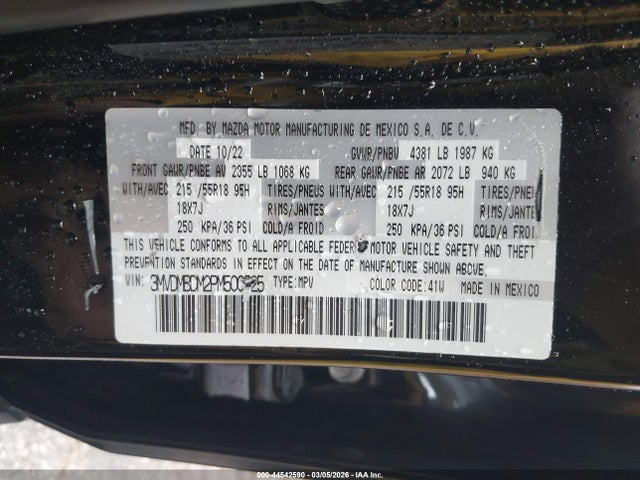 MFD. BY MAZDA MOTOR MANUFACTURING DE MEXICO S.A. DE C.V.
DATE 10/22 GVWR/PNBV 4381 LB 1987 KG
FRONT GAWR/PNBE AV 2355 LB 1068 KG REAR GAWR/PNBE AR 2072 LB 940 KG
WITH/AVEC 215 /55R18 95H TIRES/PNEUS WITH/AVEC 215 /55R18 95H TIRES/PNEU
18X7J RIMS/JANTES 18X7J RIMS/JANTE
250 KPA/36 PSI COLD/A FROID 250 KPA/36 PSI COLD/A FROI
THIS VEHICLE CONFORMS TO ALL APPLICABLE FEDERAL MOTOR VEHICLE SAFETY AND THEFT
PREVENTION STANDARDS IN EFFECT ON THE DATE OF MANUFACTURE SHOWN ABOVE.
VIN: TYPE:MPV COLOR CODE:41W MADE IN MEXICO
000 - 44542590 - 03/05/2026 - IAA Inc.